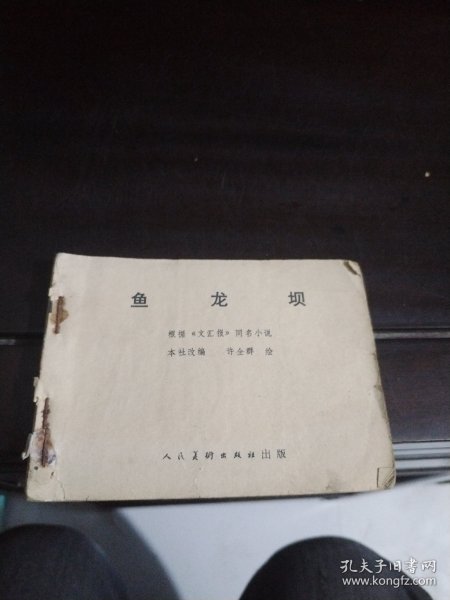 鱼龙坝
根据《文汇报》同名小说
本社改编 许全群 绘
人民美术出版社出版
孔夫子旧书网
www.kongfz.com